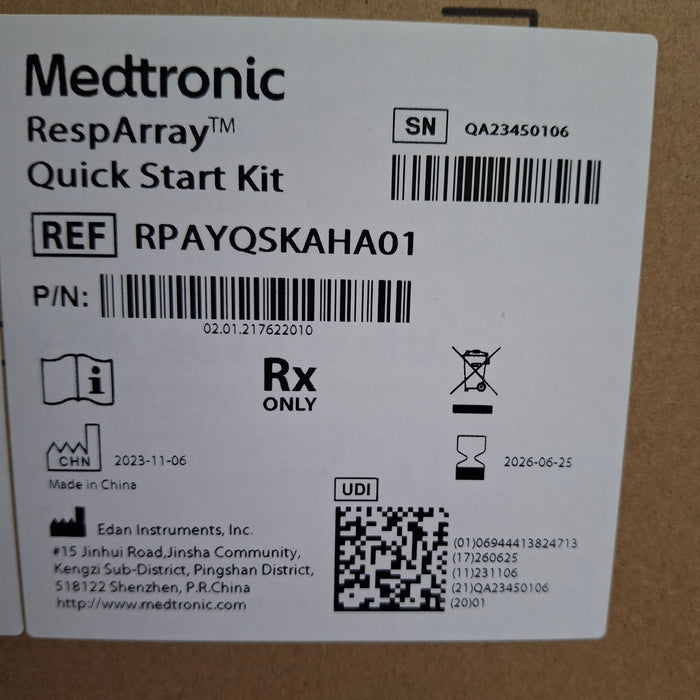 Medtronic
RespArray™
Quick Start Kit
SN QA23450106
REF RPAYQSKAHA01
P/N:
02.01.217622010
i
Rx
ONLY
CHN 2023-11-06
Made in China
2026-06-25
UDI
Edan Instruments, Inc.
#15 Jinhui Road,Jinsha Community,
Kengzi Sub-District, Pingshan District,
518122 Shenzhen, P.R.China
http://www.medtronic.com
(01)06944413824713
(17)260625
(11)231106
(21)QA23450106
(20)01